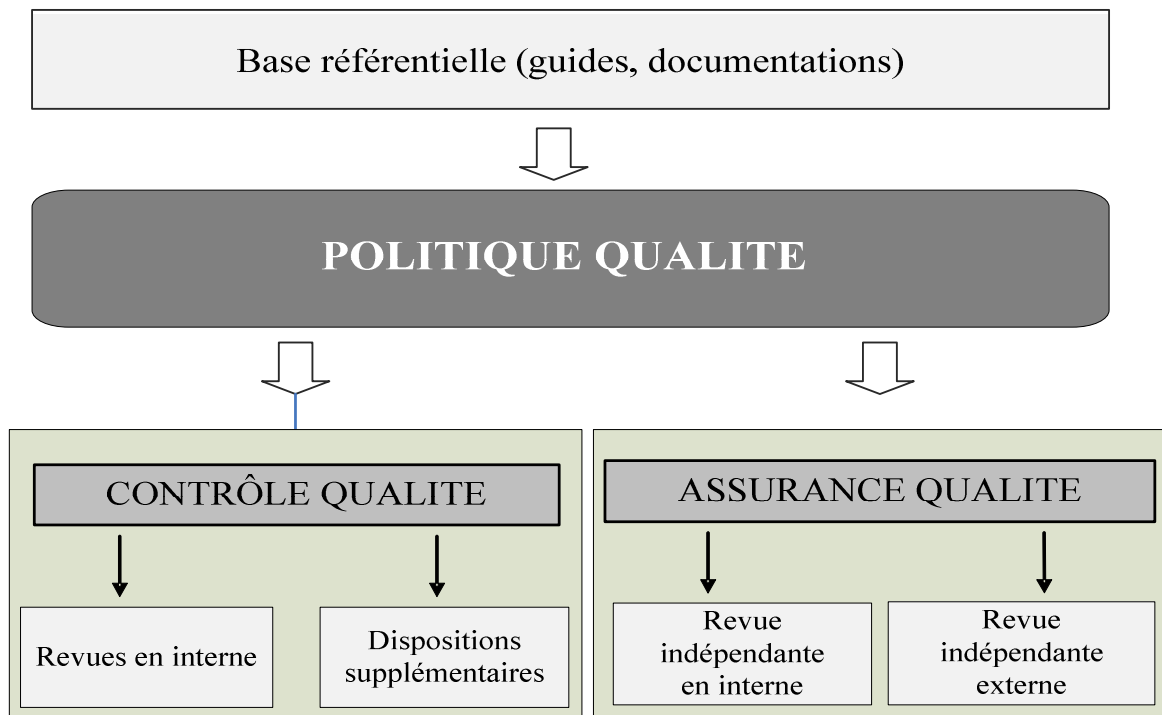 Base référentielle (guides, documentations)
POLITIQUE QUALITE
CONTRÔLE QUALITE
ASSURANCE QUALITE
Revues en interne
Dispositions
supplémentaires
Revue
indépendante
en interne
Revue
indépendante
externe